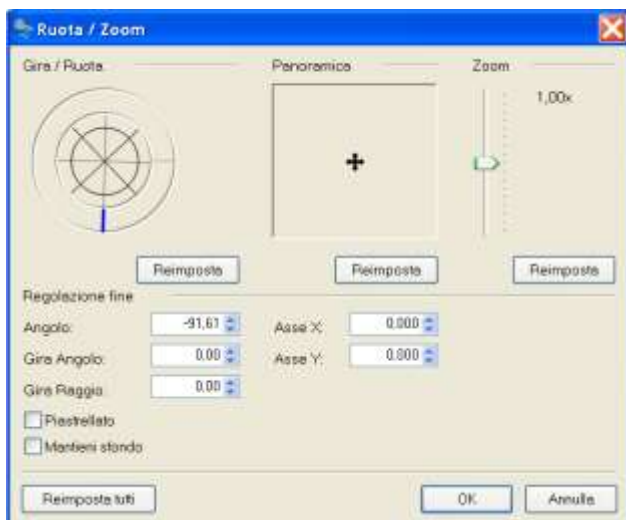 Ruota / Zoom
Gira / Ruota Panoramica Zoom
1,00x
Reimposta Reimposta Reimposta
Regolazione fine
Angolo: -91,61 Asse X: 0,000
Gira Angolo: 0,00 Asse Y: 0,000
Gira Raggio: 0,00
Piastrellato
Mantieni sfondo
Reimposta tutti OK Annulla